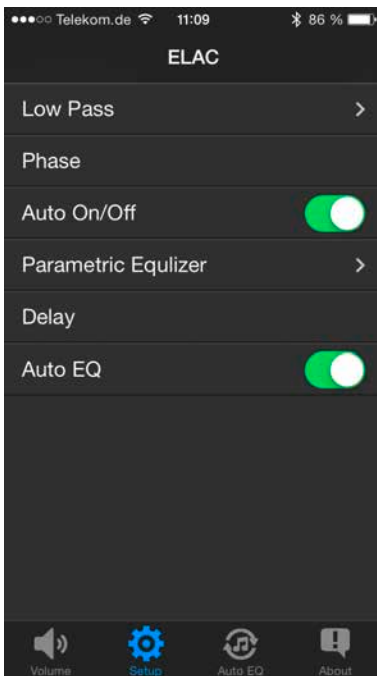 Telekom.de 11:09 86 %
ELAC
Low Pass
Phase
Auto On/Off
Parametric Equlizer
Delay
Auto EQ
Volume Setup Auto EQ About